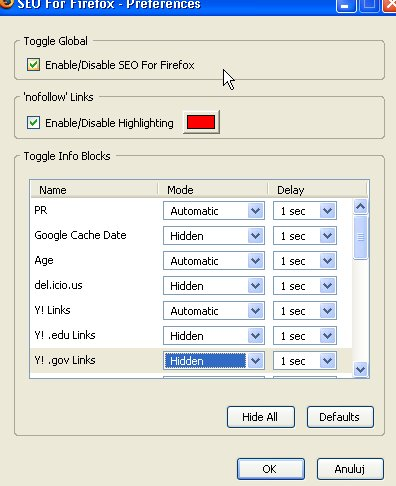 SEO For Firefox - Preferences
Toggle Global
Enable/Disable SEO For Firefox
'nofollow' Links
Enable/Disable Highlighting
Toggle Info Blocks
Name Mode Delay
PR Automatic 1 sec
Google Cache Date Hidden 1 sec
Age Automatic 1 sec
del.icio.us Hidden 1 sec
Y! Links Automatic 1 sec
Y! .edu Links Hidden 1 sec
Y! .gov Links Hidden 1 sec
Hide All Defaults
OK Anuluj